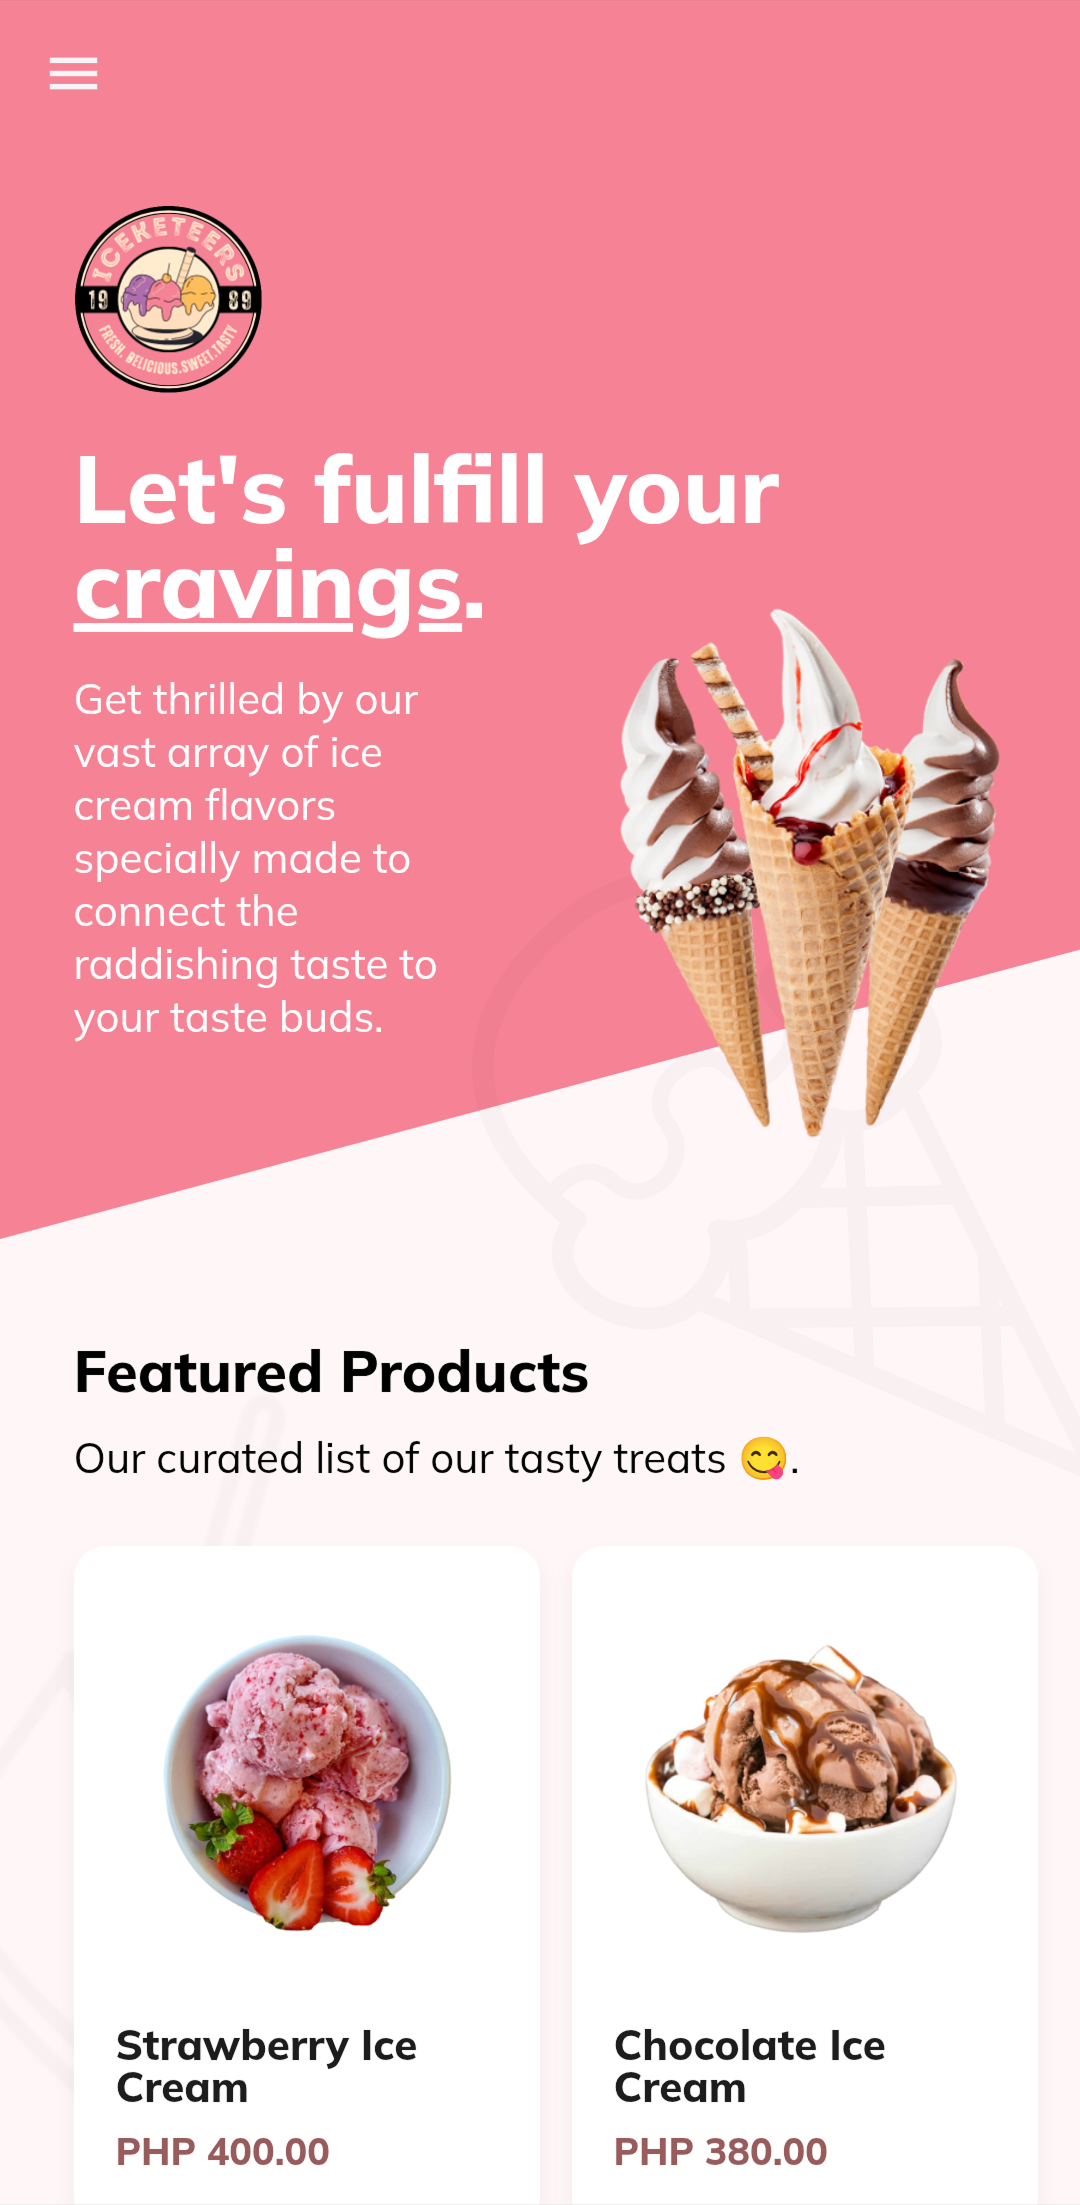 ICEKETEERS
19 89
FRESH. DELICIOUS.SWEET.TASTY
Let's fulfill your
cravings.
Get thrilled by our
vast array of ice
cream flavors
specially made to
connect the
raddishing taste to
your taste buds.
Featured Products
Our curated list of our tasty treats 😋.
Strawberry Ice
Cream
PHP 400.00
Chocolate Ice
Cream
PHP 380.00